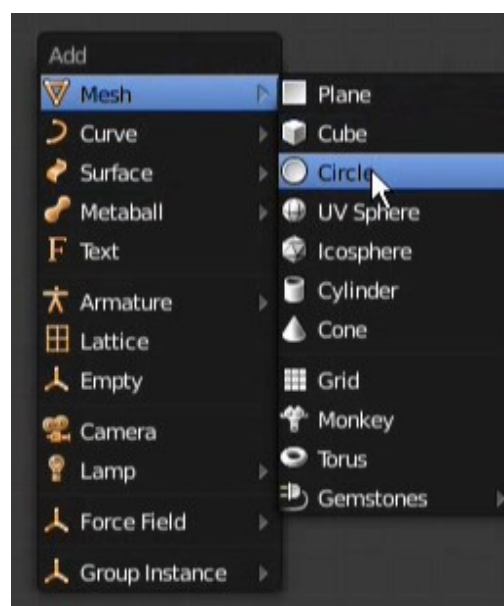 Add
Mesh
Curve
Surface
Metaball
Text
Armature
Lattice
Empty
Camera
Lamp
Force Field
Group Instance
Plane
Cube
Circle
UV Sphere
Icosphere
Cylinder
Cone
Grid
Monkey
Torus
Gemstones